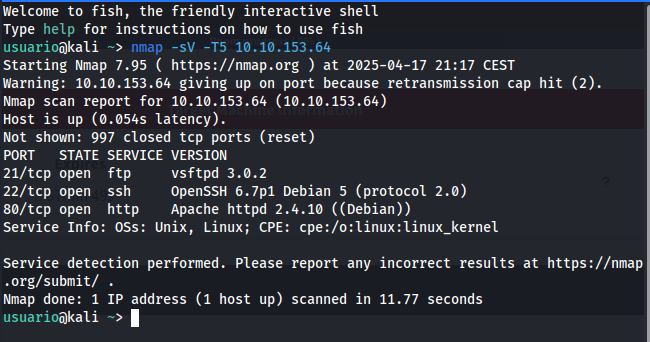 Welcome to fish, the friendly interactive shell
Type help for instructions on how to use fish
usuario@kali ~> nmap -sV -T5 10.10.153.64
Starting Nmap 7.95 ( https://nmap.org ) at 2025-04-17 21:17 CEST
Warning: 10.10.153.64 giving up on port because retransmission cap hit (2).
Nmap scan report for 10.10.153.64 (10.10.153.64)
Host is up (0.054s latency).
Not shown: 997 closed tcp ports (reset)
PORT   STATE SERVICE VERSION
21/tcp open  ftp     vsftpd 3.0.2
22/tcp open  ssh     OpenSSH 6.7p1 Debian 5 (protocol 2.0)
80/tcp open  http    Apache httpd 2.4.10 ((Debian))
Service Info: OSs: Unix, Linux; CPE: cpe:/o:linux:linux_kernel

Service detection performed. Please report any incorrect results at https://nmap
.org/submit/ .
Nmap done: 1 IP address (1 host up) scanned in 11.77 seconds
usuario@kali ~>